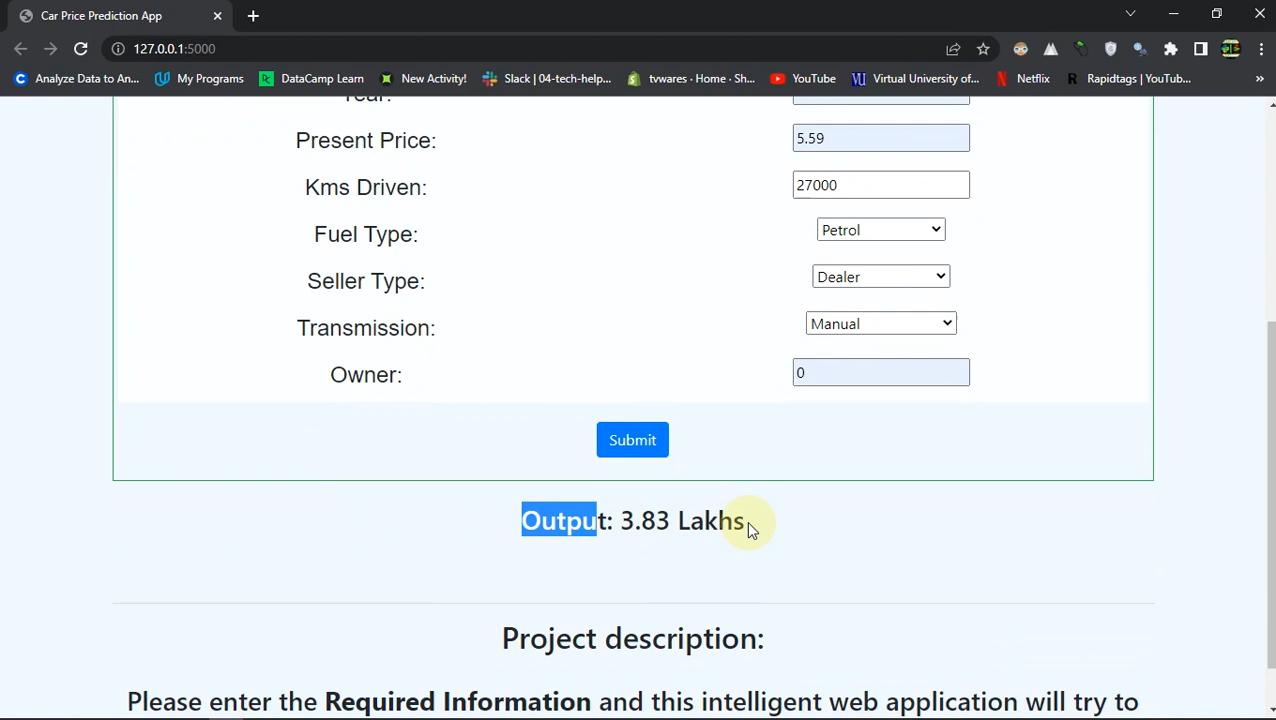 Car Price Prediction App
127.0.0.1:5000
Analyze Data to An... My Programs DataCamp Learn New Activity! Slack | 04-tech-help... tvwares · Home · Sh... YouTube Virtual University of... Netflix Rapidtags | YouTub... »
Year:
Present Price: 5.59
Kms Driven: 27000
Fuel Type: Petrol
Seller Type: Dealer
Transmission: Manual
Owner: 0
Submit
Output: 3.83 Lakhs
Project description:
Please enter the Required Information and this intelligent web application will try to